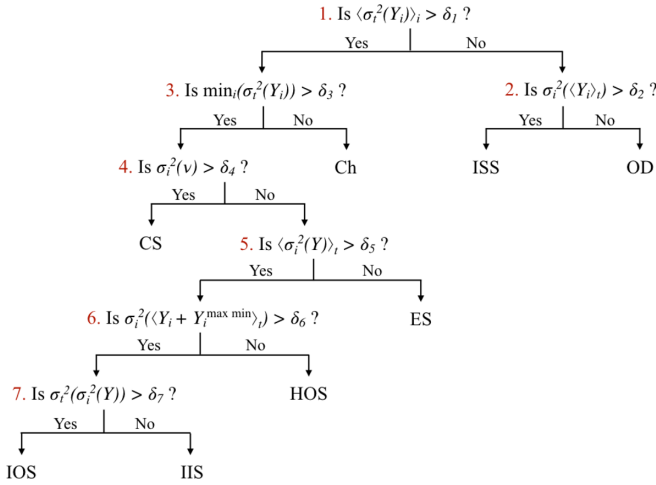 1. Is ⟨σₜ²(Yᵢ)⟩ᵢ > δ₁ ?
Yes No
3. Is minᵢ(σₜ²(Yᵢ)) > δ₃ ? 2. Is σᵢ²(⟨Yᵢ⟩ₜ) > δ₂ ?
Yes No Yes No
4. Is σᵢ²(ν) > δ₄ ? Ch ISS OD
Yes No
CS 5. Is ⟨σᵢ²(Y)⟩ₜ > δ₅ ?
Yes No
6. Is σᵢ²(⟨Yᵢ + Yᵢ^max min⟩ₜ) > δ₆ ? ES
Yes No
7. Is σₜ²(σᵢ²(Y)) > δ₇ ? HOS
Yes No
IOS IIS